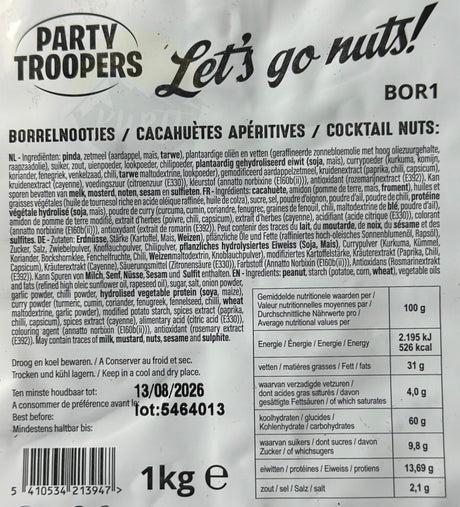 PARTY
TROOPERS
Let's go nuts!
BOR1
BORRELNOOTJES / CACAHUÈTES APÉRITIVES / COCKTAIL NUTS:
NL - Ingrediënten: pinda, zetmeel (aardappel, maïs, tarwe), plantaardige oliën en vetten (geraffineerde zonnebloemolie met hoog oliezuurgehalte,
raapzaadolie), suiker, zout, uienpoeder, lookpoeder, chilipoeder, plantaardig gehydroliseerd eiwit (soja, maïs), currypoeder (kurkuma, komijn,
koriander, fenegriek, venkelzaad, chili, tarwe maltodextrine, lookpoeder), gemodificeerd aardappelzetmeel, kruidenextract (paprika, chili, capsicum),
kruidenextract (cayenne), voedingszuur (citroenzuur (E330)), kleurstof (annatto norbixine (E160b(ii))), antioxidant (rozemarijnextract (E392)). Kan
sporen bevatten van melk, mosterd, noten, sesam en sulfieten. FR - Ingrédients: cacahuète, amidon (pomme de terre, maïs, froment), huiles et
graisses végétales (huile de tournesol riche en acide oléique raffinée, huile de colza), sucre, sel, poudre d'oignon, poudre d'ail, poudre de chili, protéine
végétale hydrolisée (soja, maïs), poudre de curry (curcuma, cumin, coriandre, fenugrec, graines de fenouil, chili, maltodextrine de blé, poudre d'ail),
amidon de pomme de terre modifié, extrait d'herbes (poivre, chili, capsicum), extrait d'herbes (cayenne), acidifiant (acide citrique (E330)), colorant
(annatto norbixine (E160b(ii))), antioxidant (extrait de romarin (E392)). Peut contenir des traces du lait, du moutarde, de noix, du sésame et des
sulfites. DE - Zutaten: Erdnüsse, Stärke (Kartoffel, Mais, Weizen), pflanzliche Öle und Fette (raffiniertes hoch-öleisches Sonnenblumenöl, Rapsöl),
Zucker, Salz, Zwiebelpulver, Knoflauchpulver, Chilipulver, pflanzliches hydrolysiertes Eiweiss (Soja, Mais), Currypulver (Kurkuma, Kümmel,
Koriander, Bockshornklee, Fenchelfruchte, Chili, Weizenmaltodextrin, Knoblauchpulver), modifiziertes Kartoffelstärke, Kräuterextrakt (Paprika, Chili,
Capsicum), Kräuterextrakt (Cayenne), Säuerungsmittel (Zitronensäure (E330)), Farbstoff (Annatto Norbixin (E160b(ii))), Antioxidans (Rosmarinextrakt
(E392)). Kann Spuren von Milch, Senf, Nüsse, Sesam und Sulfit enthalten. EN - Ingredients: peanut, starch (potatoe, corn, wheat), vegetable oils
and fats (refined high oleic sunflower oil, rapeseed oil), sugar, salt, onion powder,
garlic powder, chili powder, hydrolised vegetable protein (soya, maize),
curry powder (turmeric, cumin, coriander, fenugreek, fennelseed, chili, wheat
maltodextrine, garlic powder), modified potato starch, spices extract (paprika,
chilli, capsicum), spices extract (cayenne), alimentary acid (citric acid (E330)),
colouring agent (annatto norbixin (E160b(ii))), antioxidant (rosemary extract
(E392)). May contain traces of milk, mustard, nuts, sesame and sulphite.
Droog en koel bewaren. / A Conserver au froid et sec.
Trocken und kühl lagern. / Keep in a cool and dry place.
Ten minste houdbaar tot: 13/08/2026
A consommer de préférence avant le: lot:5464013
Best before:
Mindestens haltbar bis:
5 410534 213947 >
1kg e
Gemiddelde nutritionele waarden per /
Valeur nutritionnelles moyennes par /
Durchschnittliche Nährwerte pro /
Average nutritional values per
100 g
Energie / Énergie / Energie / Energy
2.195 kJ
526 kcal
vetten / matières grasses / Fett / fats
31 g
waarvan verzadigde vetzuren /
dont acides gras saturés / davon
gesättigte Fettsäuren / of which saturates
4,0 g
koolhydraten / glucides /
Kohlenhydrate / carbohydrates
60 g
waarvan suikers / dont sucres / davon
Zucker / of whichsugers
9,8 g
eiwitten / protéines / Eiweiss / protiens
13,69 g
zout / sel / Salz / salt
2,1 g